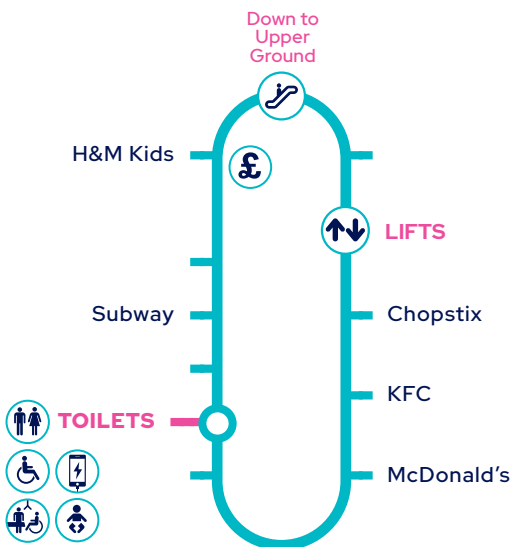 Down to
Upper
Ground
H&M Kids
£
LIFTS
Subway
Chopstix
KFC
TOILETS
McDonald's